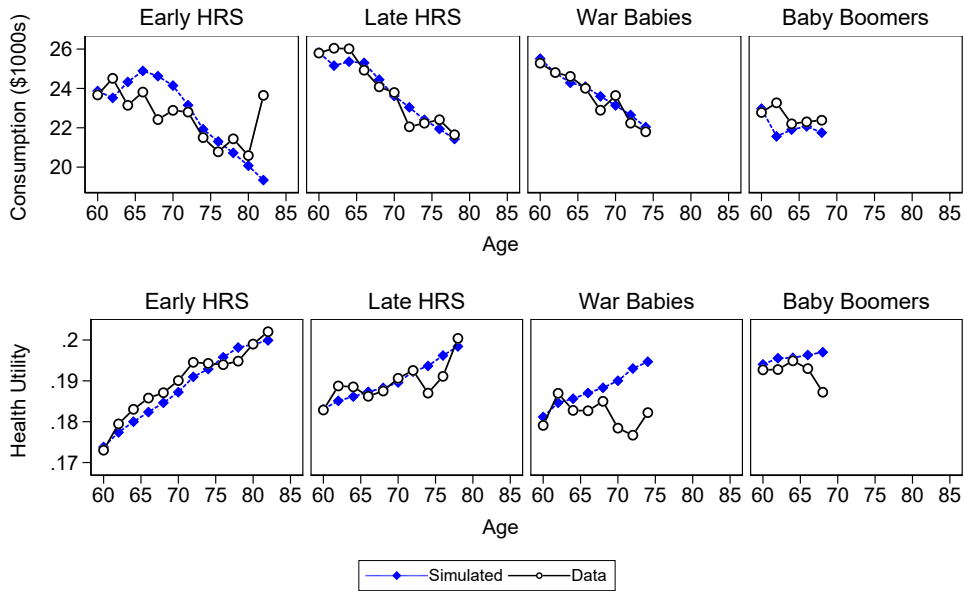 Early HRS
Late HRS
War Babies
Baby Boomers
Consumption ($1000s)
26
24
22
20
60 65 70 75 80 85
60 65 70 75 80 85
60 65 70 75 80 85
60 65 70 75 80 85
Age
Early HRS
Late HRS
War Babies
Baby Boomers
Health Utility
.2
.19
.18
.17
60 65 70 75 80 85
60 65 70 75 80 85
60 65 70 75 80 85
60 65 70 75 80 85
Age
Simulated
Data